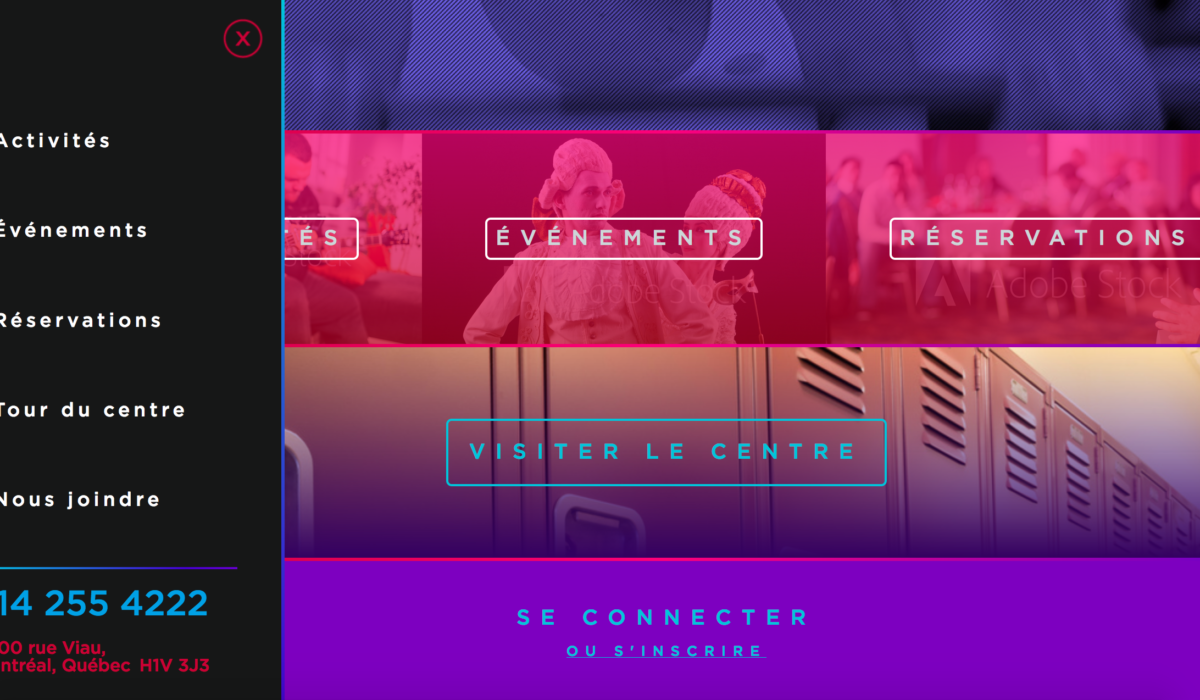 X
Activités
Événements
Réservations
Tour du centre
Nous joindre
14 255 4222
00 rue Viau,
ntréal, Québec H1V 3J3
TÉS
ÉVÉNEMENTS
RÉSERVATIONS
Adobe Stock
Adobe Stock
VISITER LE CENTRE
SE CONNECTER
OU S'INSCRIRE